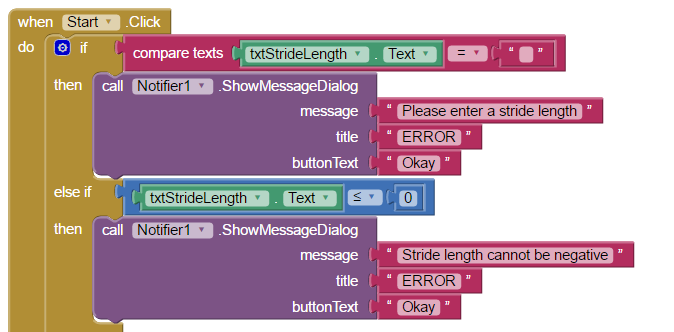 when Start .Click
do if compare texts txtStrideLength . Text = “ ”
then call Notifier1 .ShowMessageDialog
message “ Please enter a stride length ”
title “ ERROR ”
buttonText “ Okay ”
else if txtStrideLength . Text ≤ 0
then call Notifier1 .ShowMessageDialog
message “ Stride length cannot be negative ”
title “ ERROR ”
buttonText “ Okay ”